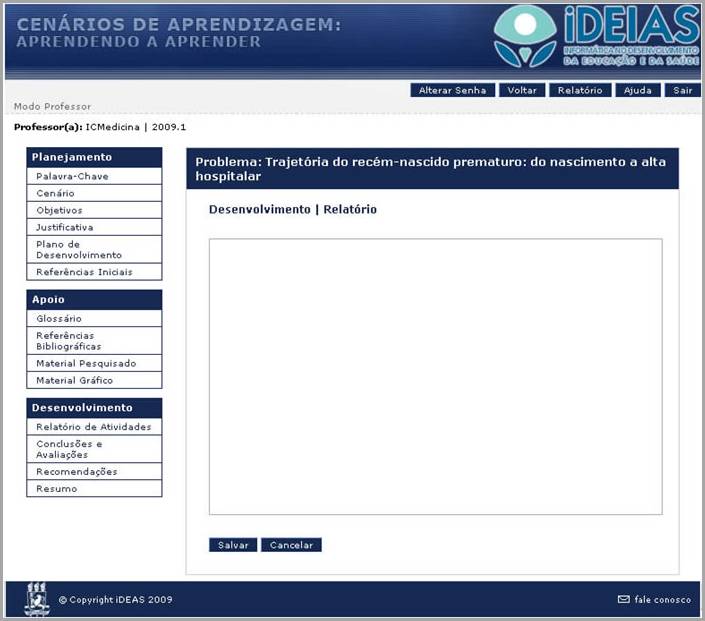 CENÁRIOS DE APRENDIZAGEM:
APRENDENDO A APRENDER
iDEIAS
INFORMÁTICA NO DESENVOLVIMENTO
DA EDUCAÇÃO E DA SAÚDE
Alterar Senha
Voltar
Relatório
Ajuda
Sair
Modo Professor
Professor(a): ICMedicina | 2009.1
Planejamento
Palavra-Chave
Cenário
Objetivos
Justificativa
Plano de
Desenvolvimento
Referências Iniciais
Apoio
Glossário
Referências
Bibliográficas
Material Pesquisado
Material Gráfico
Desenvolvimento
Relatório de Atividades
Conclusões e
Avaliações
Recomendações
Resumo
Problema: Trajetória do recém-nascido prematuro: do nascimento a alta
hospitalar
Desenvolvimento | Relatório
Salvar
Cancelar
© Copyright iDEAS 2009
fale conosco